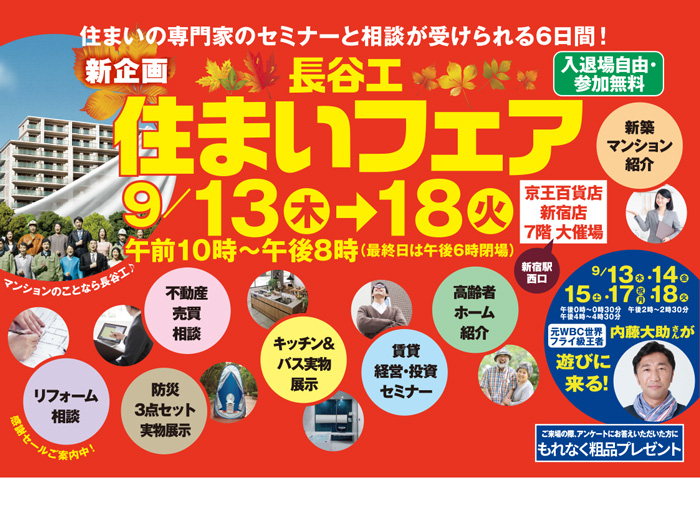 住まいの専門家のセミナーと相談が受けられる6日間！
新企画
長谷工
入退場自由・
参加無料
住まいフェア
9/13木→18火
午前10時～午後8時（最終日は午後6時閉場）
京王百貨店
新宿店
7階 大催場
新宿駅
西口
新築
マンション
紹介
マンションのことなら長谷工♪
不動産
売買
相談
キッチン&
バス実物
展示
高齢者
ホーム
紹介
リフォーム
相談
防災
3点セット
実物展示
賃貸
経営・投資
セミナー
感謝セールご案内中！
9/13木・14金・
15土・17祝月・18火
午後0時～0時30分
午後4時～4時30分
午後2時～2時30分
元WBC世界
フライ級王者
内藤大助さんが
遊びに
来る！
ご来場の際、アンケートにお答えいただいた方に
もれなく粗品プレゼント